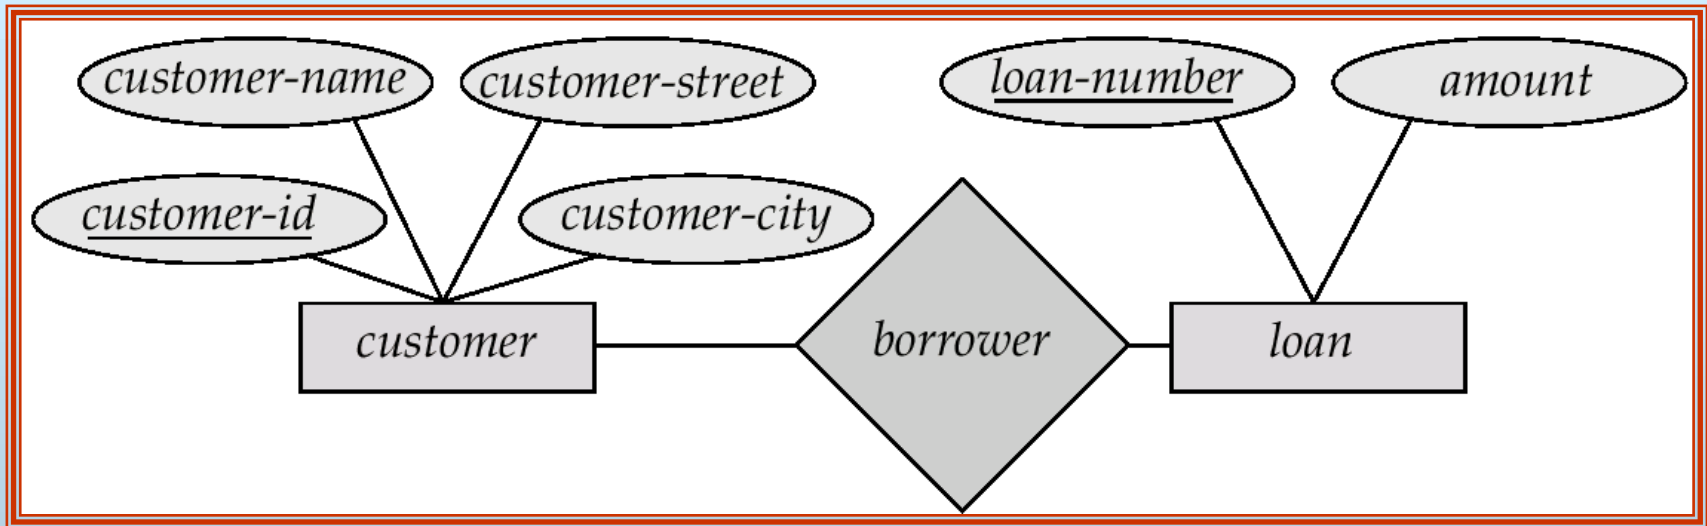 customer-name
customer-street
loan-number
amount
customer-id
customer-city
customer
borrower
loan